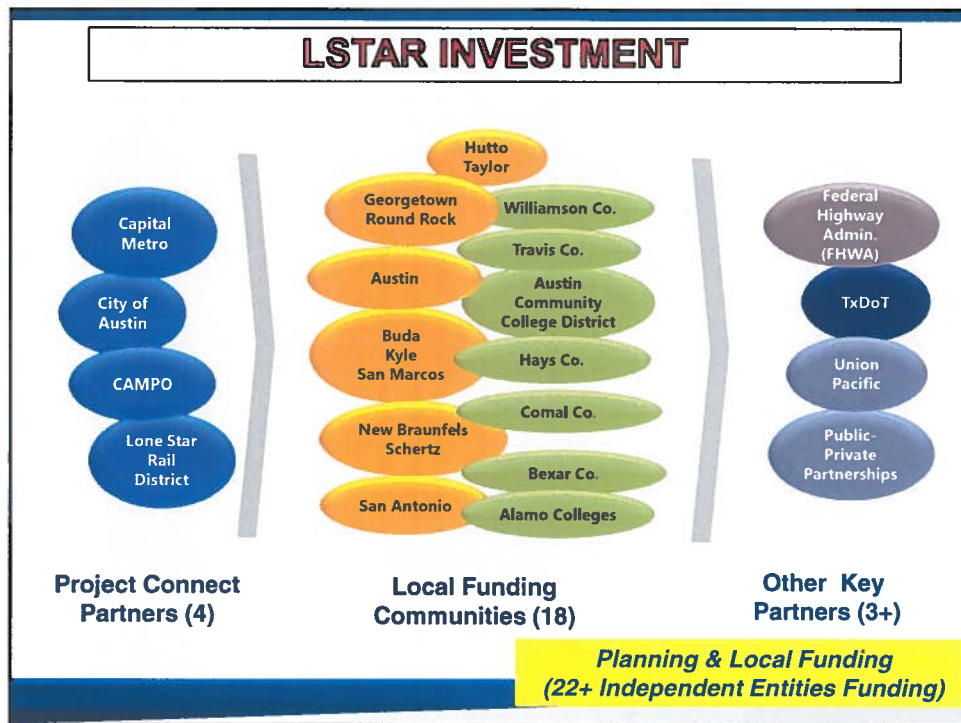 LSTAR INVESTMENT
Capital
Metro
City of
Austin
CAMPO
Lone Star
Rail
District
Project Connect
Partners (4)
Hutto
Taylor
Georgetown
Round Rock
Williamson Co.
Travis Co.
Austin
Austin
Community
College District
Buda
Kyle
San Marcos
Hays Co.
Comal Co.
New Braunfels
Schertz
Bexar Co.
San Antonio
Alamo Colleges
Local Funding
Communities (18)
Federal
Highway
Admin.
(FHWA)
TxDoT
Union
Pacific
Public-
Private
Partnerships
Other Key
Partners (3+)
Planning & Local Funding
(22+ Independent Entities Funding)